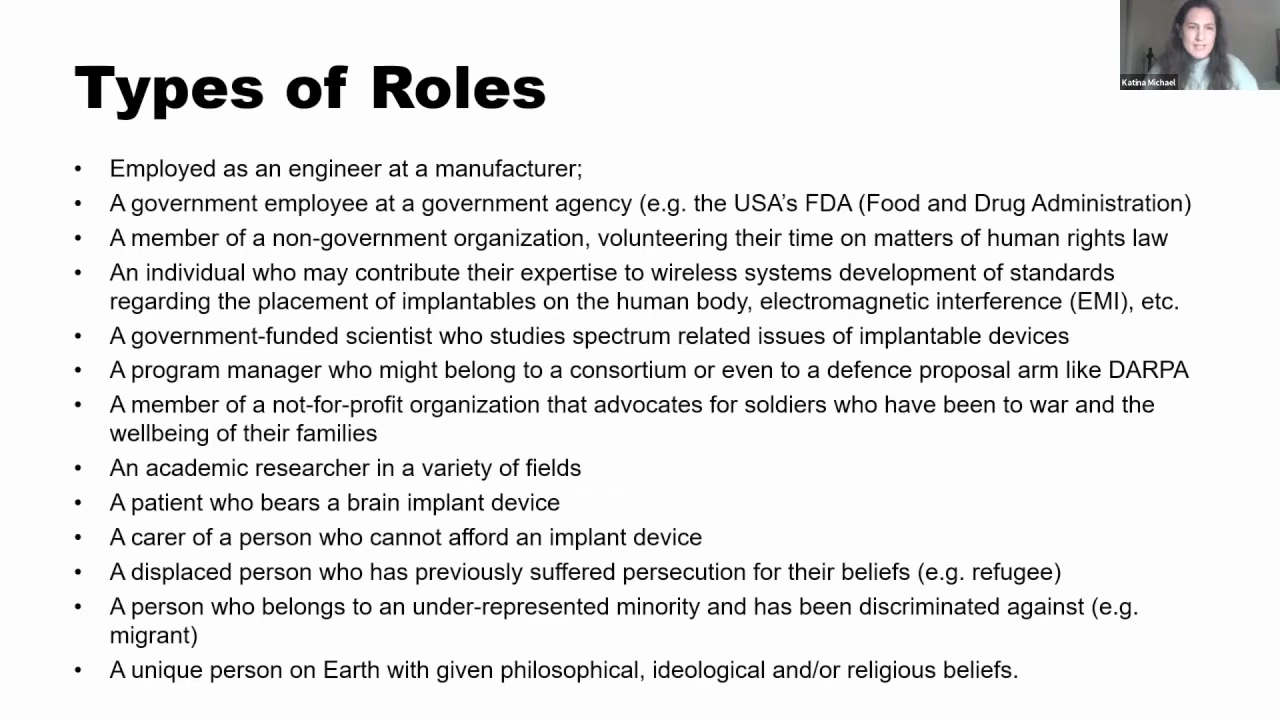 Types of Roles
Katina Michael
• Employed as an engineer at a manufacturer;
• A government employee at a government agency (e.g. the USA’s FDA (Food and Drug Administration)
• A member of a non-government organization, volunteering their time on matters of human rights law
• An individual who may contribute their expertise to wireless systems development of standards
regarding the placement of implantables on the human body, electromagnetic interference (EMI), etc.
• A government-funded scientist who studies spectrum related issues of implantable devices
• A program manager who might belong to a consortium or even to a defence proposal arm like DARPA
• A member of a not-for-profit organization that advocates for soldiers who have been to war and the
wellbeing of their families
• An academic researcher in a variety of fields
• A patient who bears a brain implant device
• A carer of a person who cannot afford an implant device
• A displaced person who has previously suffered persecution for their beliefs (e.g. refugee)
• A person who belongs to an under-represented minority and has been discriminated against (e.g.
migrant)
• A unique person on Earth with given philosophical, ideological and/or religious beliefs.